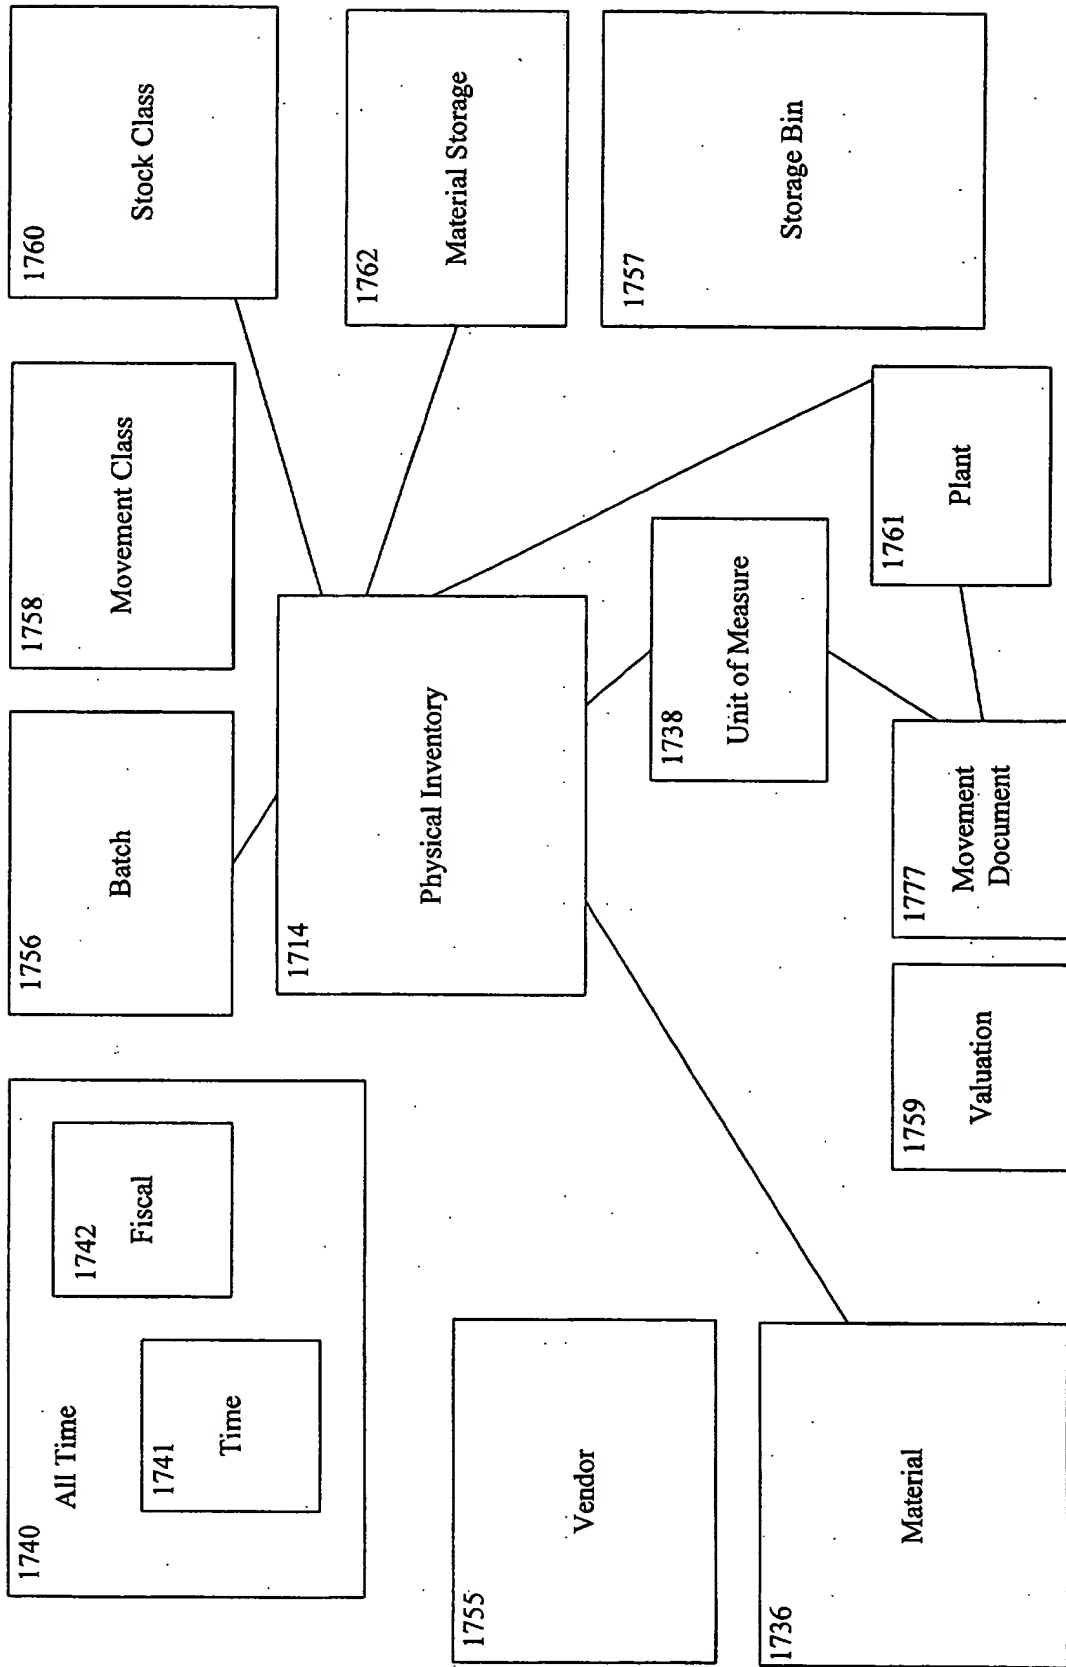 1740
All Time
1741
Time
1742
Fiscal
1756
Batch
1758
Movement Class
1760
Stock Class
1755
Vendor
1714
Physical Inventory
1762
Material Storage
1736
Material
1738
Unit of Measure
1757
Storage Bin
1759
Valuation
1777
Movement
Document
1761
Plant